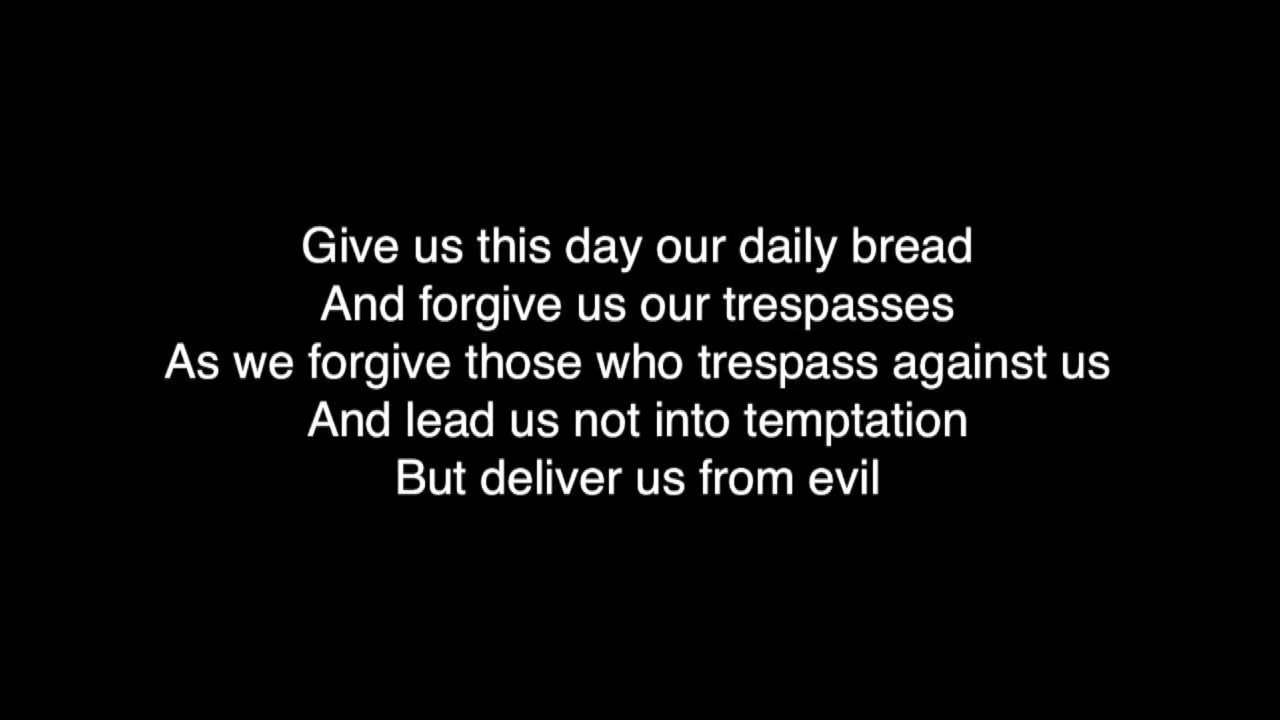 Give us this day our daily bread
And forgive us our trespasses
As we forgive those who trespass against us
And lead us not into temptation
But deliver us from evil